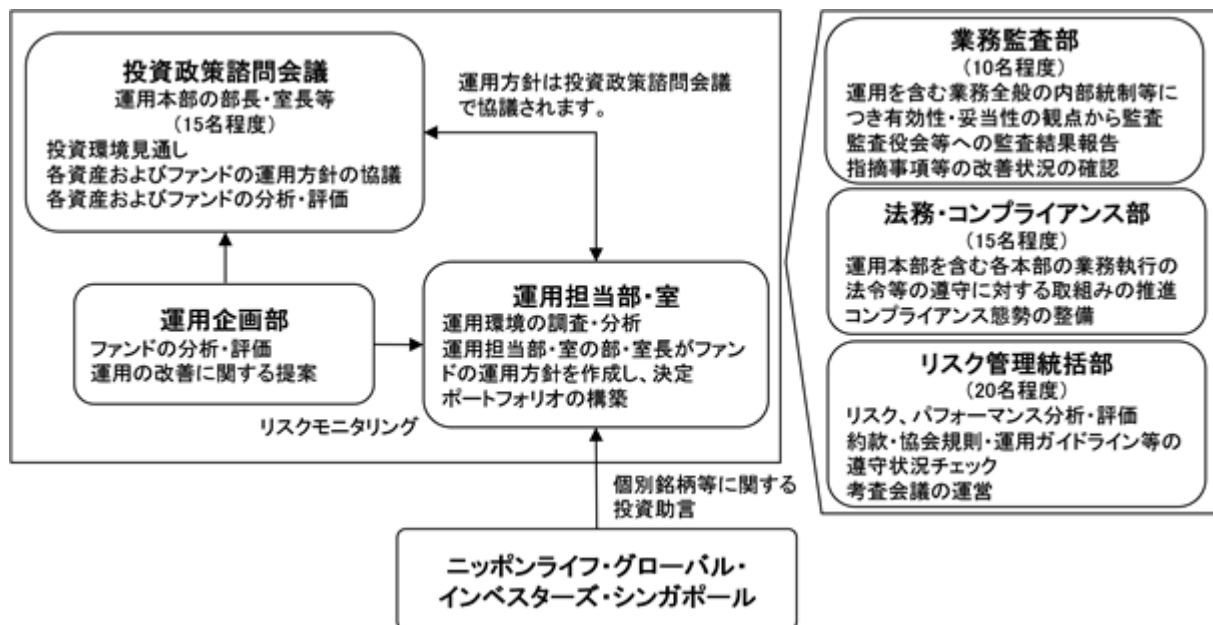 投資政策諮問会議
運用本部の部長・室長等
(15名程度)
投資環境見通し
各資産およびファンドの運用方針の協議
各資産およびファンドの分析・評価
運用方針は投資政策諮問会議
で協議されます。
運用企画部
ファンドの分析・評価
運用の改善に関する提案
運用担当部・室
運用環境の調査・分析
運用担当部・室の部・室長がファン
ドの運用方針を作成し、決定
ポートフォリオの構築
リスクモニタリング
個別銘柄等に関する
投資助言
ニッポンライフ・グローバル・
インベスターズ・シンガポール
業務監査部
(10名程度)
運用を含む業務全般の内部統制等に
つき有効性・妥当性の観点から監査
監査役会等への監査結果報告
指摘事項等の改善状況の確認
法務・コンプライアンス部
(15名程度)
運用本部を含む各本部の業務執行の
法令等の遵守に対する取組みの推進
コンプライアンス態勢の整備
リスク管理統括部
(20名程度)
リスク、パフォーマンス分析・評価
約款・協会規則・運用ガイドライン等の
遵守状況チェック
考査会議の運営